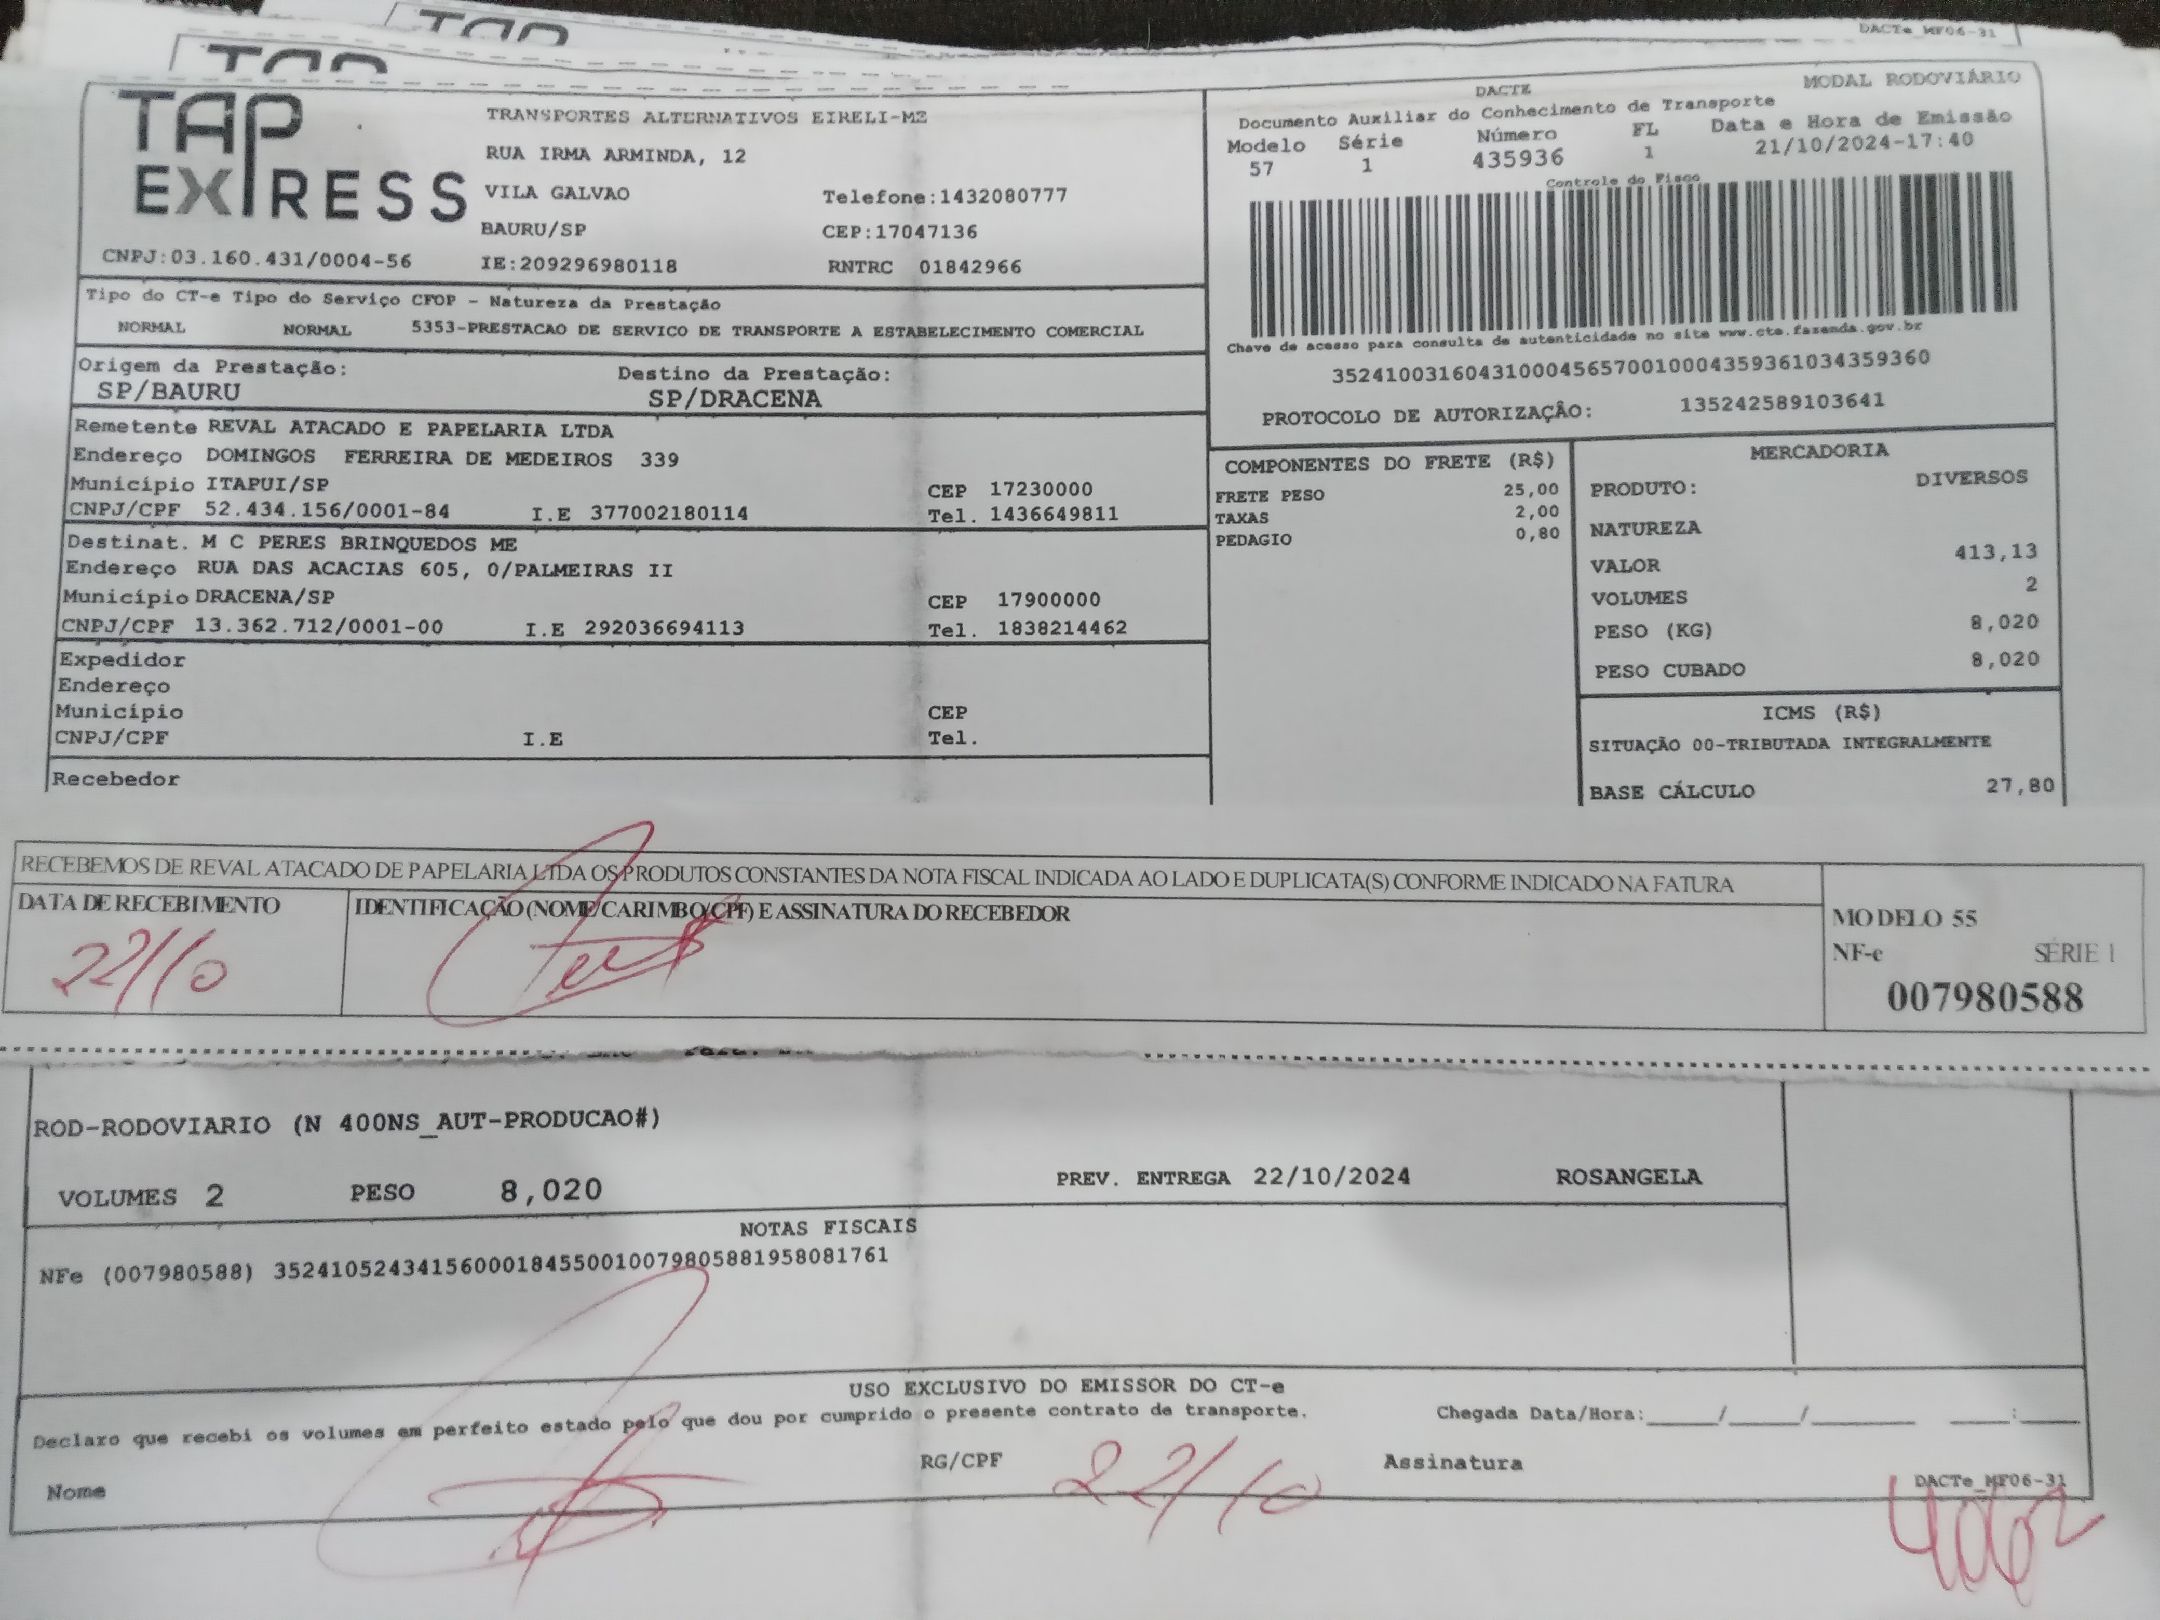 DACTe_MF06-31
TAP
TAP
TAP EXPRESS
TRANSPORTES ALTERNATIVOS EIRELI-MZ
RUA IRMA ARMINDA, 12
VILA GALVAO Telefone:1432080777
BAURU/SP CEP:17047136
CNPJ:03.160.431/0004-56 IE:209296980118 RNTRC 01842966
DACTE MODAL RODOVIÁRIO
Documento Auxiliar do Conhecimento de Transporte
Modelo Série Número FL Data e Hora de Emissão
57 1 435936 1 21/10/2024-17:40
Controle do Fisco
Chave de acesso para consulta de autenticidade no site www.cte.fazenda.gov.br
35241003160431000456570010004359361034359360
PROTOCOLO DE AUTORIZAÇÃO: 135242589103641
Tipo do CT-e Tipo do Serviço CFOP - Natureza da Prestação
NORMAL NORMAL 5353-PRESTACAO DE SERVICO DE TRANSPORTE A ESTABELECIMENTO COMERCIAL
Origem da Prestação: Destino da Prestação:
SP/BAURU SP/DRACENA
Remetente REVAL ATACADO E PAPELARIA LTDA
Endereço DOMINGOS FERREIRA DE MEDEIROS 339
Município ITAPUI/SP CEP 17230000
CNPJ/CPF 52.434.156/0001-84 I.E 377002180114 Tel. 1436649811
Destinat. M C PERES BRINQUEDOS ME
Endereço RUA DAS ACACIAS 605, 0/PALMEIRAS II
Município DRACENA/SP CEP 17900000
CNPJ/CPF 13.362.712/0001-00 I.E 292036694113 Tel. 1838214462
Expedidor
Endereço
Município CEP
CNPJ/CPF I.E Tel.
Recebedor
COMPONENTES DO FRETE (R$)
FRETE PESO 25,00
TAXAS 2,00
PEDAGIO 0,80
MERCADORIA
PRODUTO: DIVERSOS
NATUREZA
VALOR 413,13
VOLUMES 2
PESO (KG) 8,020
PESO CUBADO 8,020
ICMS (R$)
SITUAÇÃO 00-TRIBUTADA INTEGRALMENTE
BASE CÁLCULO 27,80
RECEBEMOS DE REVAL ATACADO DE PAPELARIA LTDA OS PRODUTOS CONSTANTES DA NOTA FISCAL INDICADA AO LADO E DUPLICATA(S) CONFORME INDICADO NA FATURA
DATA DE RECEBIMENTO IDENTIFICAÇÃO (NOME/CARIMBO/CPF) E ASSINATURA DO RECEBEDOR
22/10
MODELO 55
NF-e SÉRIE 1
007980588
ROD-RODOVIARIO (N 400NS_AUT-PRODUCAO#)
VOLUMES 2 PESO 8,020 PREV. ENTREGA 22/10/2024 ROSANGELA
NOTAS FISCAIS
NFe (007980588) 35241052434156000184550010079805881958081761
USO EXCLUSIVO DO EMISSOR DO CT-e
Declaro que recebi os volumes em perfeito estado pelo que dou por cumprido o presente contrato de transporte. Chegada Data/Hora:____/____/______ ____:____
Nome RG/CPF 22/10 Assinatura
DACTe_MF06-31
4062